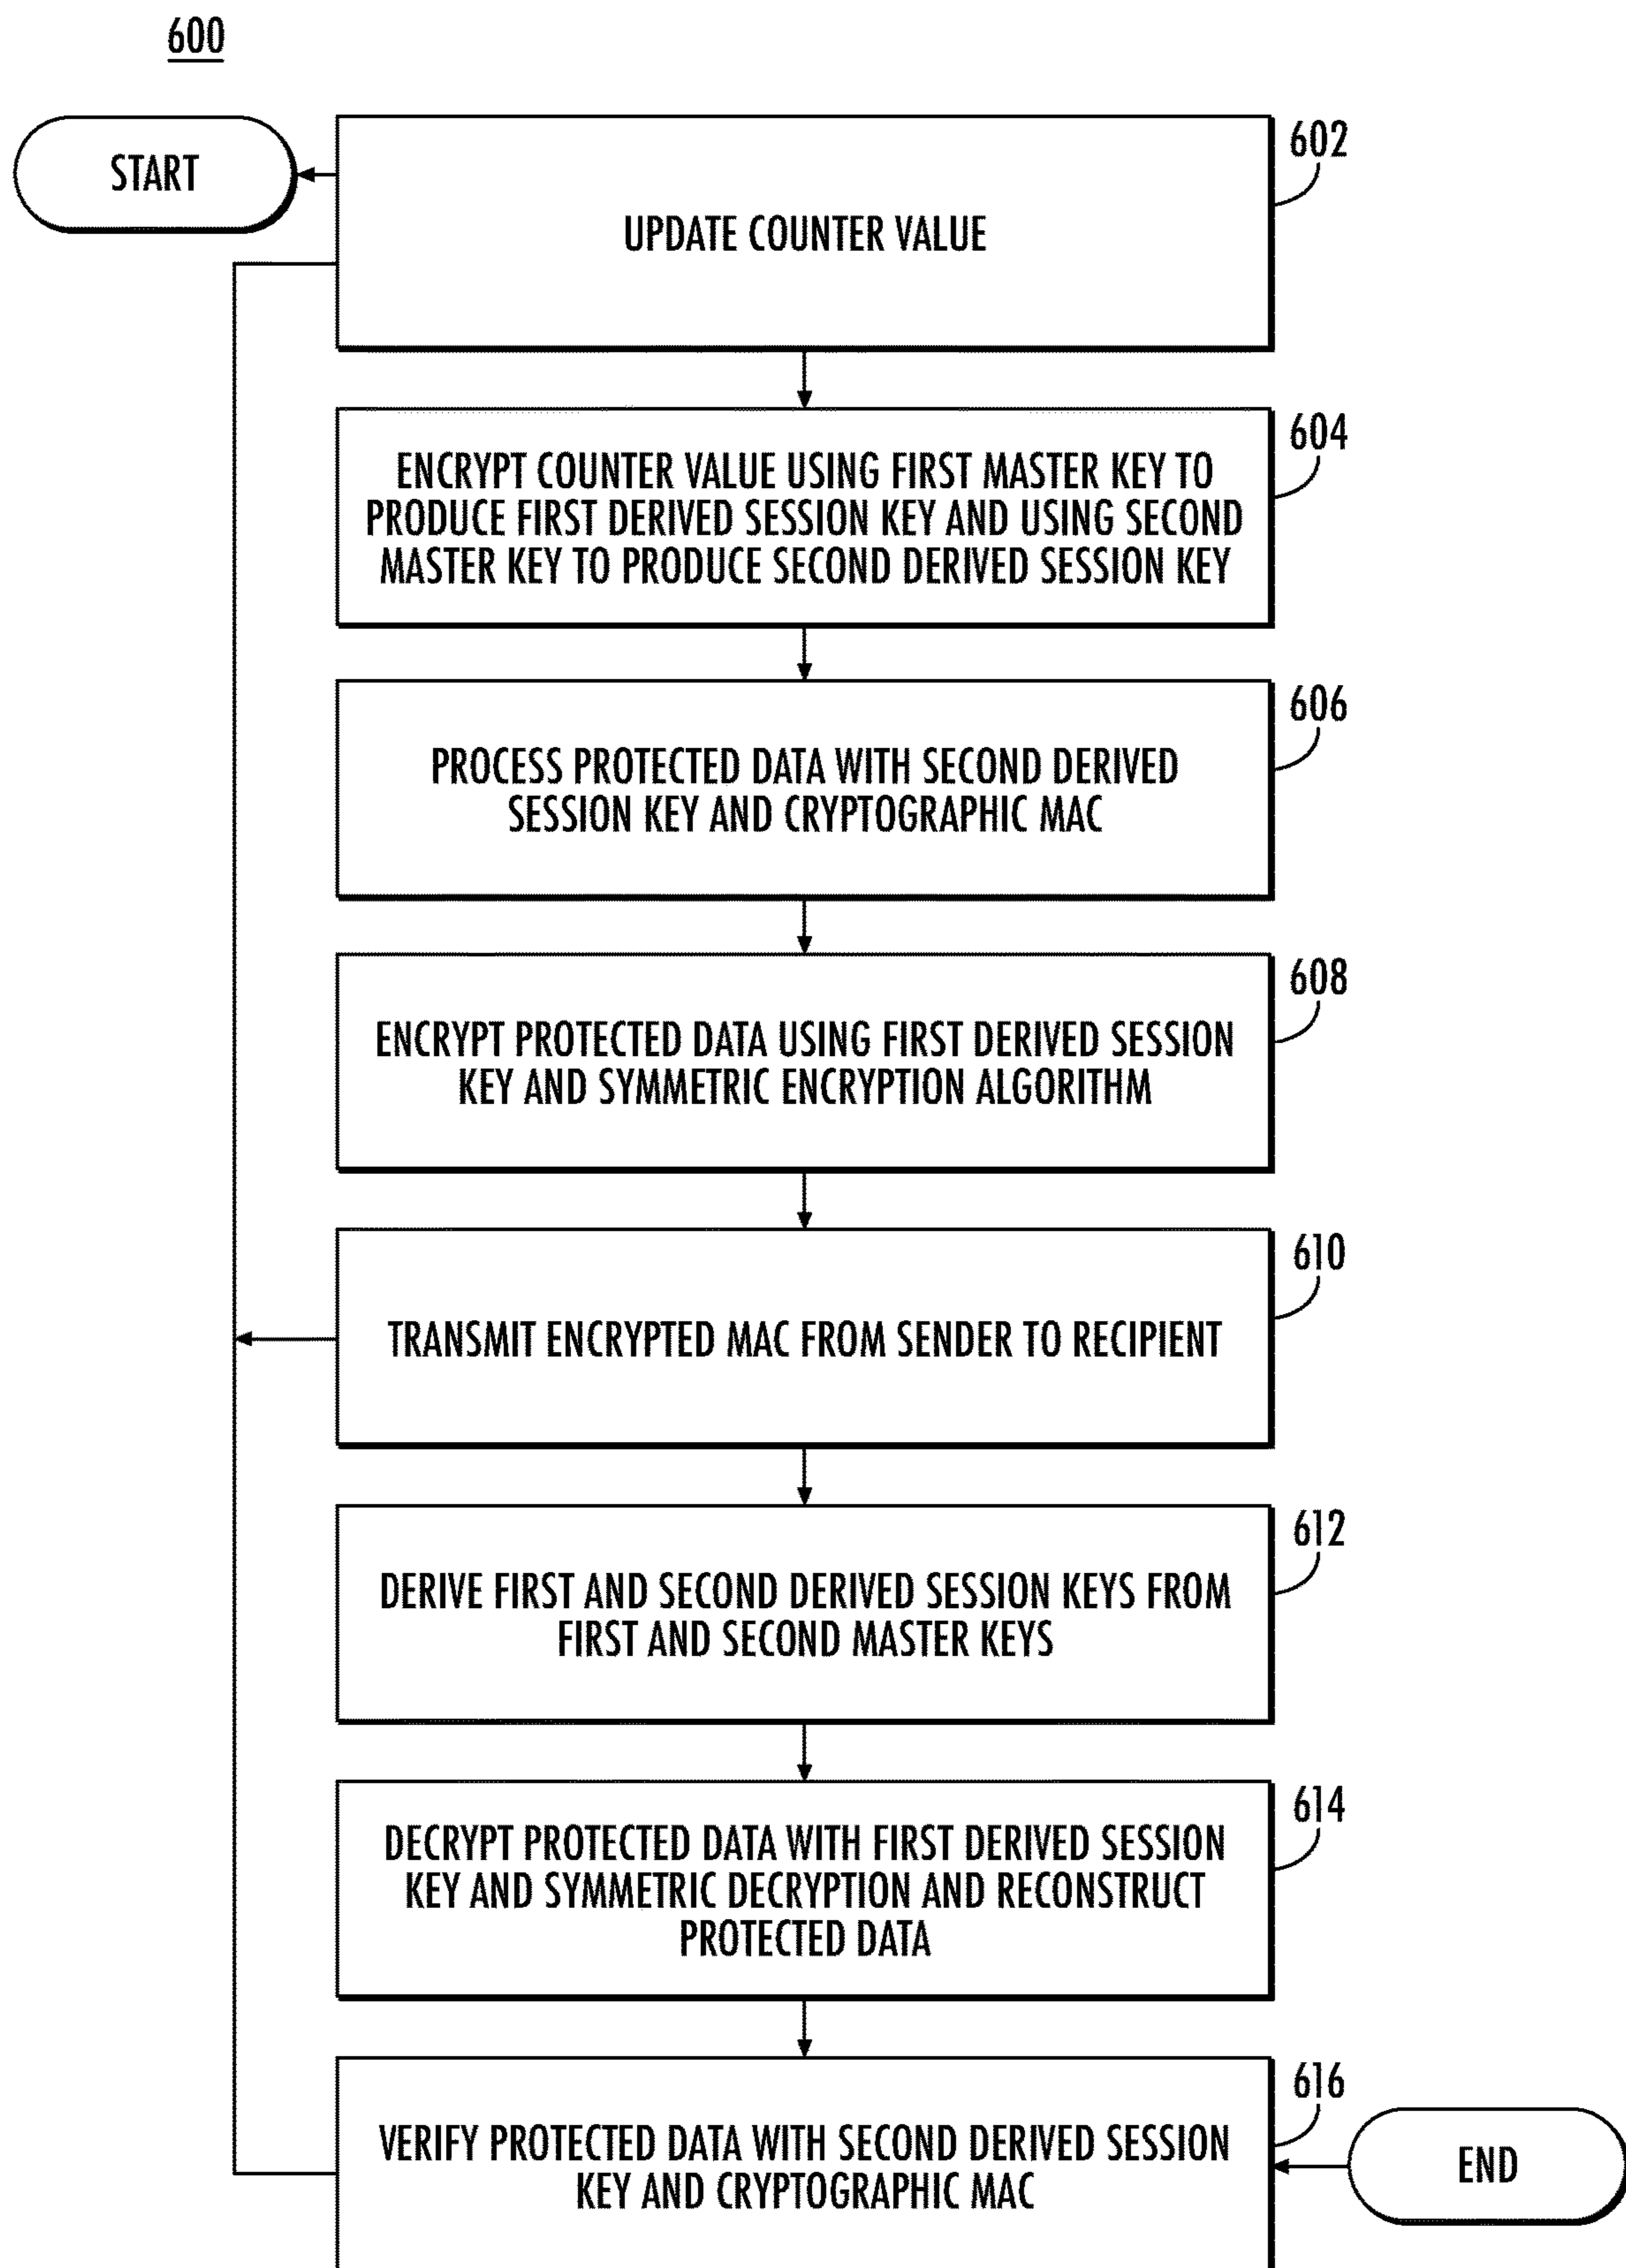 600
START
602
UPDATE COUNTER VALUE
604
ENCRYPT COUNTER VALUE USING FIRST MASTER KEY TO
PRODUCE FIRST DERIVED SESSION KEY AND USING SECOND
MASTER KEY TO PRODUCE SECOND DERIVED SESSION KEY
606
PROCESS PROTECTED DATA WITH SECOND DERIVED
SESSION KEY AND CRYPTOGRAPHIC MAC
608
ENCRYPT PROTECTED DATA USING FIRST DERIVED SESSION
KEY AND SYMMETRIC ENCRYPTION ALGORITHM
610
TRANSMIT ENCRYPTED MAC FROM SENDER TO RECIPIENT
612
DERIVE FIRST AND SECOND DERIVED SESSION KEYS FROM
FIRST AND SECOND MASTER KEYS
614
DECRYPT PROTECTED DATA WITH FIRST DERIVED SESSION
KEY AND SYMMETRIC DECRYPTION AND RECONSTRUCT
PROTECTED DATA
616
VERIFY PROTECTED DATA WITH SECOND DERIVED SESSION
KEY AND CRYPTOGRAPHIC MAC
END